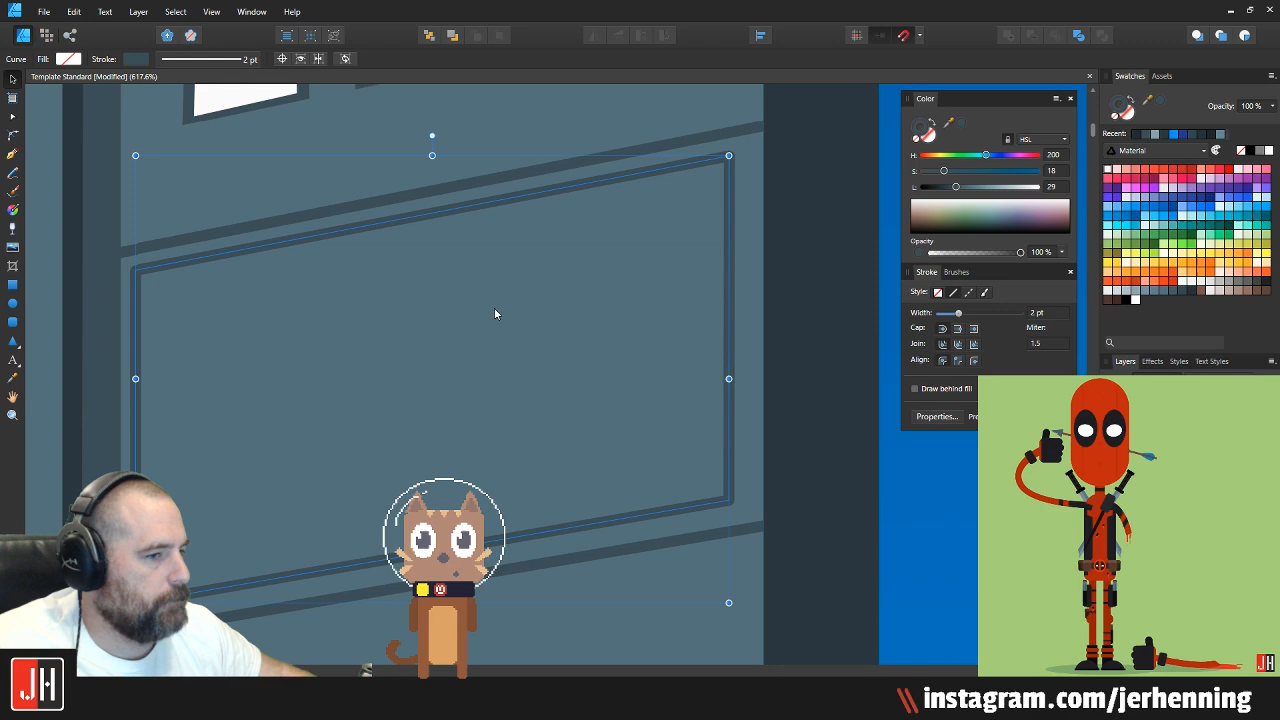 File Edit Text Layer Select View Window Help
Curve Fill: Stroke: 2 pt
Template Standard [Modified] (617.6%)
Swatches Assets
Opacity: 100 %
Recent:
Material
Color
HSL
H: 200
S: 18
L: 29
Opacity
100 %
Stroke Brushes
Style:
Width: 2 pt
Cap: Miter:
Join: 1.5
Align:
Draw behind fill
Properties... Pre
Layers Effects Styles Text Styles
JH
JH
instagram.com/jerhenning